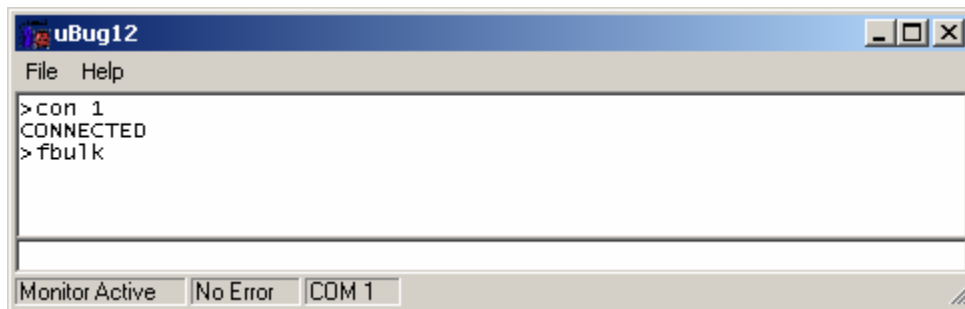 uBug12
File Help
>con 1
CONNECTED
>fbulk
Monitor Active No Error COM 1